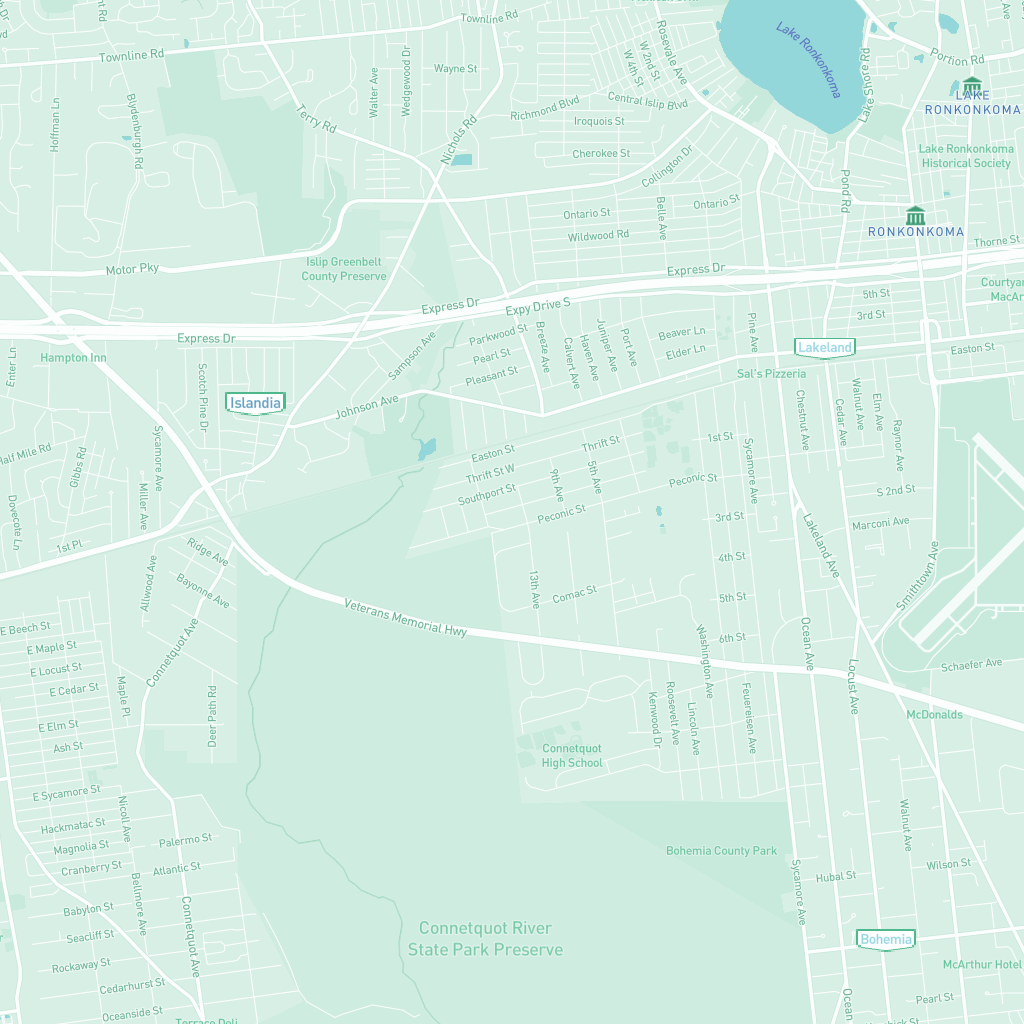 Townline Rd
Townline Rd
Hoffman Ln
Blydenburgh Rd
Walter Ave
Wedgewood Dr
Wayne St
Terry Rd
Nichols Rd
Richmond Blvd
W 4th St
W 2nd St
Rosevale Ave
Central Islip Blvd
Iroquois St
Cherokee St
Collington Dr
Lake Ronkonkoma
Lake Shore Rd
Portion Rd
LAKE
RONKONKOMA
Lake Ronkonkoma
Historical Society
Pond Rd
RONKONKOMA
Thorne St
Ontario St
Ontario St
Belle Ave
Wildwood Rd
Motor Pky
Islip Greenbelt
County Preserve
Express Dr
Express Dr
Expy Drive S
Express Dr
5th St
3rd St
Easton St
Hampton Inn
Enter Ln
Scotch Pine Dr
Sampson Ave
Parkwood St
Pearl St
Pleasant St
Breeze Ave
Calvert Ave
Haven Ave
Juniper Ave
Port Ave
Beaver Ln
Elder Ln
Pine Ave
Lakeland
Sal's Pizzeria
Islandia
Johnson Ave
Half Mile Rd
Gibbs Rd
Sycamore Ave
Miller Ave
Dovecote Ln
1st Pl
Easton St
Thrift St W
Southport St
Thrift St
9th Ave
5th Ave
Peconic St
Peconic St
1st St
Sycamore Ave
Chestnut Ave
Cedar Ave
Walnut Ave
Elm Ave
Raynor Ave
S 2nd St
Marconi Ave
3rd St
4th St
5th St
6th St
Lakeland Ave
Smithtown Ave
Ridge Ave
Bayonne Ave
Allwood Ave
Connetquot Ave
13th Ave
Comac St
Veterans Memorial Hwy
Washington Ave
Ocean Ave
Locust Ave
Schaefer Ave
McDonalds
E Beech St
E Maple St
E Locust St
E Cedar St
E Elm St
Ash St
Maple Pl
Deer Path Rd
Kenwood Dr
Roosevelt Ave
Lincoln Ave
Feuereisen Ave
Connetquot
High School
E Sycamore St
Hackmatac St
Magnolia St
Cranberry St
Nicoll Ave
Palermo St
Atlantic St
Babylon St
Seacliff St
Rockaway St
Cedarhurst St
Oceanside St
Bellmore Ave
Connetquot Ave
Connetquot River
State Park Preserve
Bohemia County Park
Sycamore Ave
Hubal St
Walnut Ave
Wilson St
Bohemia
McArthur Hotel
Pearl St
Ocean